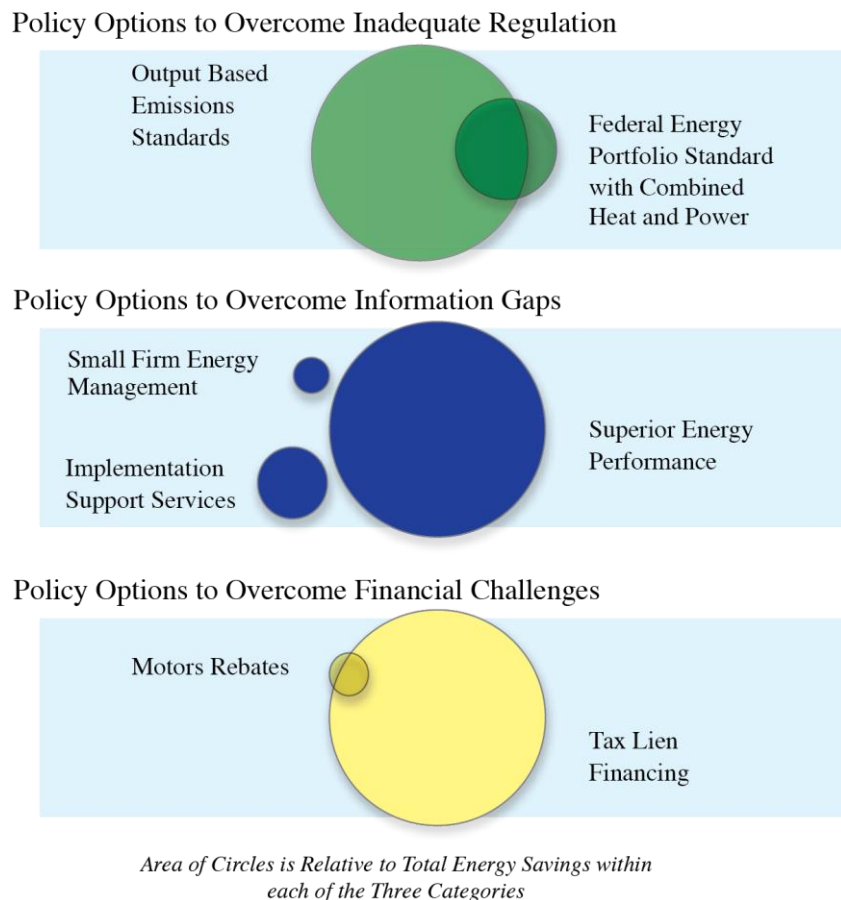 Policy Options to Overcome Inadequate Regulation
Output Based
Emissions
Standards
Federal Energy
Portfolio Standard
with Combined
Heat and Power
Policy Options to Overcome Information Gaps
Small Firm Energy
Management
Implementation
Support Services
Superior Energy
Performance
Policy Options to Overcome Financial Challenges
Motors Rebates
Tax Lien
Financing
Area of Circles is Relative to Total Energy Savings within
each of the Three Categories